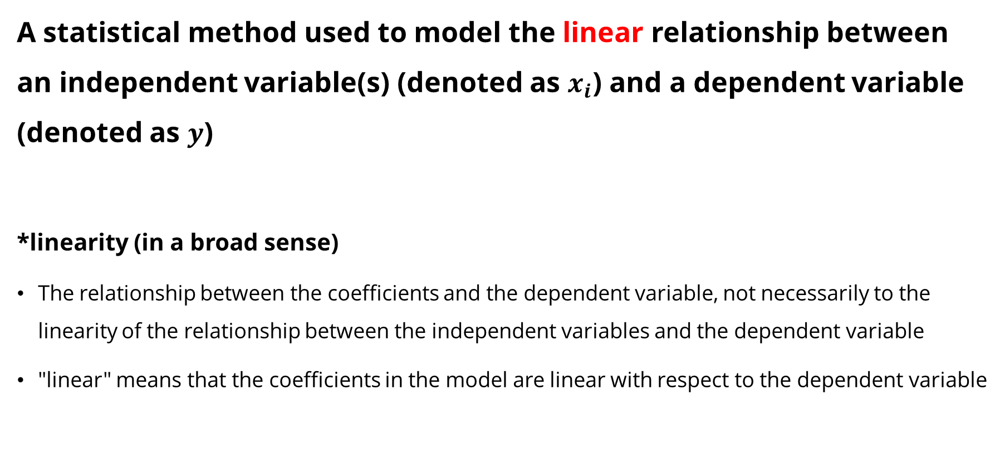 A statistical method used to model the linear relationship between
an independent variable(s) (denoted as xᵢ) and a dependent variable
(denoted as y)
*linearity (in a broad sense)
• The relationship between the coefficients and the dependent variable, not necessarily to the
linearity of the relationship between the independent variables and the dependent variable
• "linear" means that the coefficients in the model are linear with respect to the dependent variable